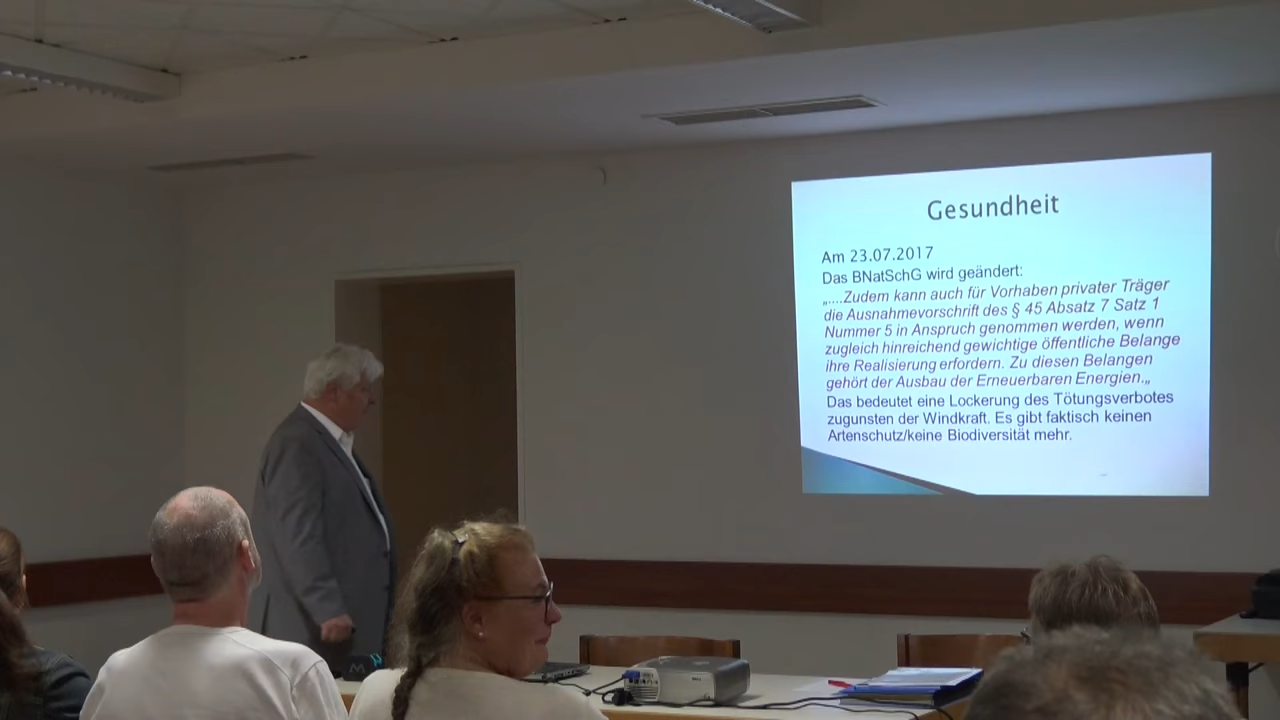 Gesundheit
Am 23.07.2017
Das BNatSchG wird geändert:
„....Zudem kann auch für Vorhaben privater Träger
die Ausnahmevorschrift des § 45 Absatz 7 Satz 1
Nummer 5 in Anspruch genommen werden, wenn
zugleich hinreichend gewichtige öffentliche Belange
ihre Realisierung erfordern. Zu diesen Belangen
gehört der Ausbau der Erneuerbaren Energien.„
Das bedeutet eine Lockerung des Tötungsverbotes
zugunsten der Windkraft. Es gibt faktisch keinen
Artenschutz/keine Biodiversität mehr.